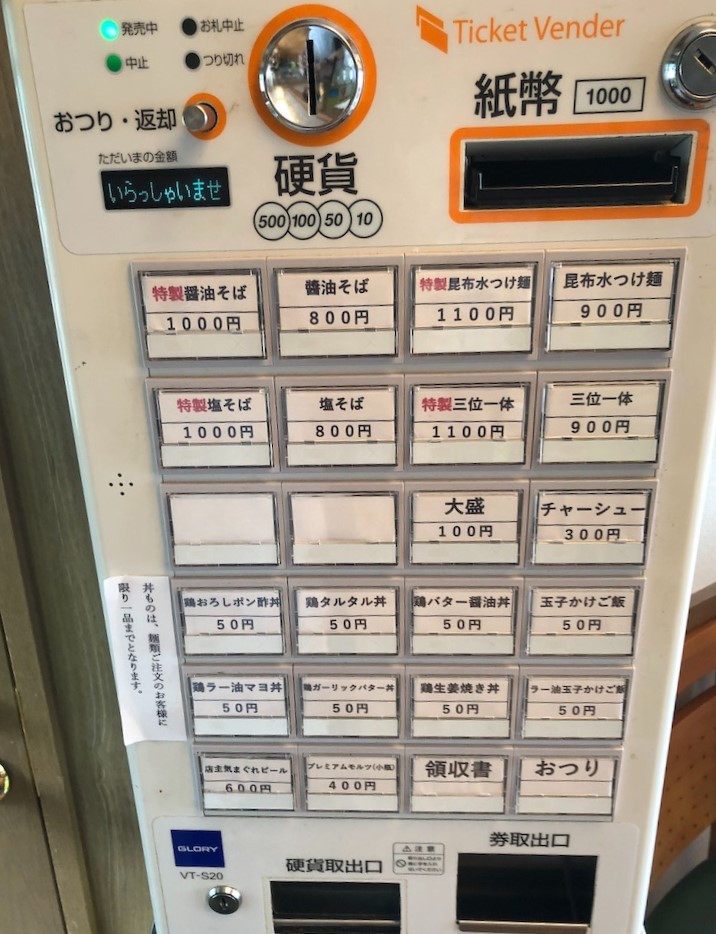 発売中
お札中止
中止
つり切れ
Ticket Vender
紙幣 1000
おつり・返却
ただいまの金額
いらっしゃいませ
硬貨
500 100 50 10
特製醤油そば
1000円
醬油そば
800円
特製昆布水つけ麺
1100円
昆布水つけ麺
900円
特製塩そば
1000円
塩そば
800円
特製三位一体
1100円
三位一体
900円
大盛
100円
チャーシュー
300円
丼ものは、麺類ご注文のお客様に
限り一品までとなります。
鶏おろしポン酢丼
50円
鶏タルタル丼
50円
鶏バター醤油丼
50円
玉子かけご飯
50円
鶏ラー油マヨ丼
50円
鶏ガーリックバター丼
50円
鶏生姜焼き丼
50円
ラー油玉子かけご飯
50円
店主気まぐれビール
600円
プレミアムモルツ(小瓶)
400円
領収書
おつり
GLORY
VT-S20
硬貨取出口
注意
券取出口